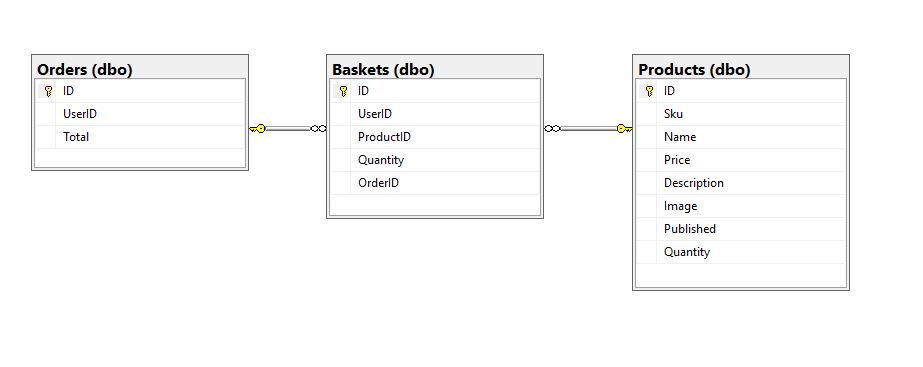 Orders (dbo)
ID
UserID
Total
Baskets (dbo)
ID
UserID
ProductID
Quantity
OrderID
Products (dbo)
ID
Sku
Name
Price
Description
Image
Published
Quantity